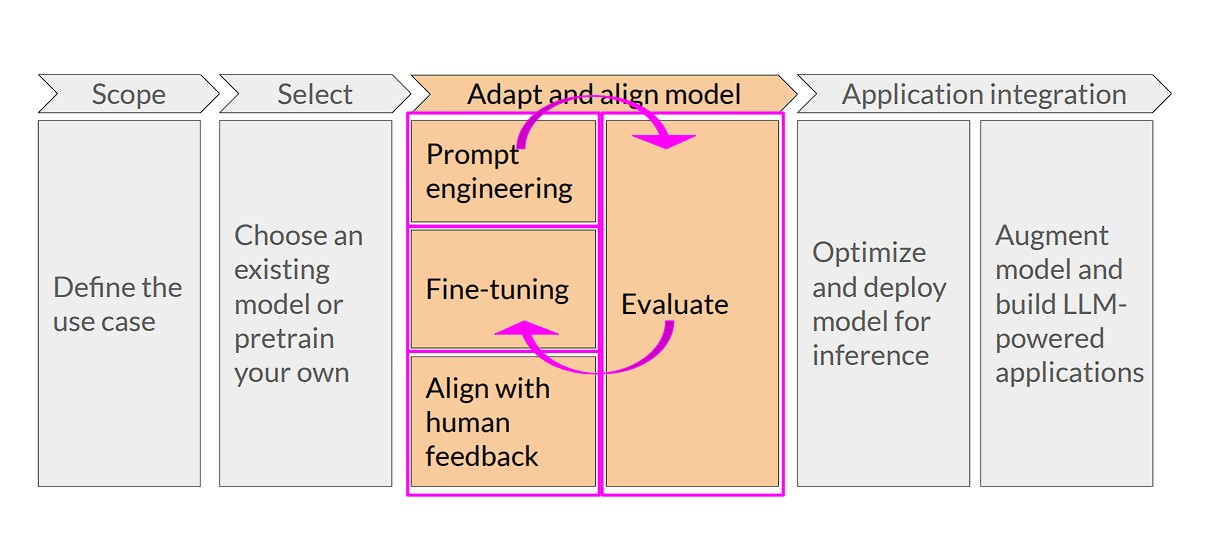 Scope
Select
Adapt and align model
Application integration
Define the
use case
Choose an
existing
model or
pretrain
your own
Prompt
engineering
Fine-tuning
Align with
human
feedback
Evaluate
Optimize
and deploy
model for
inference
Augment
model and
build LLM-
powered
applications